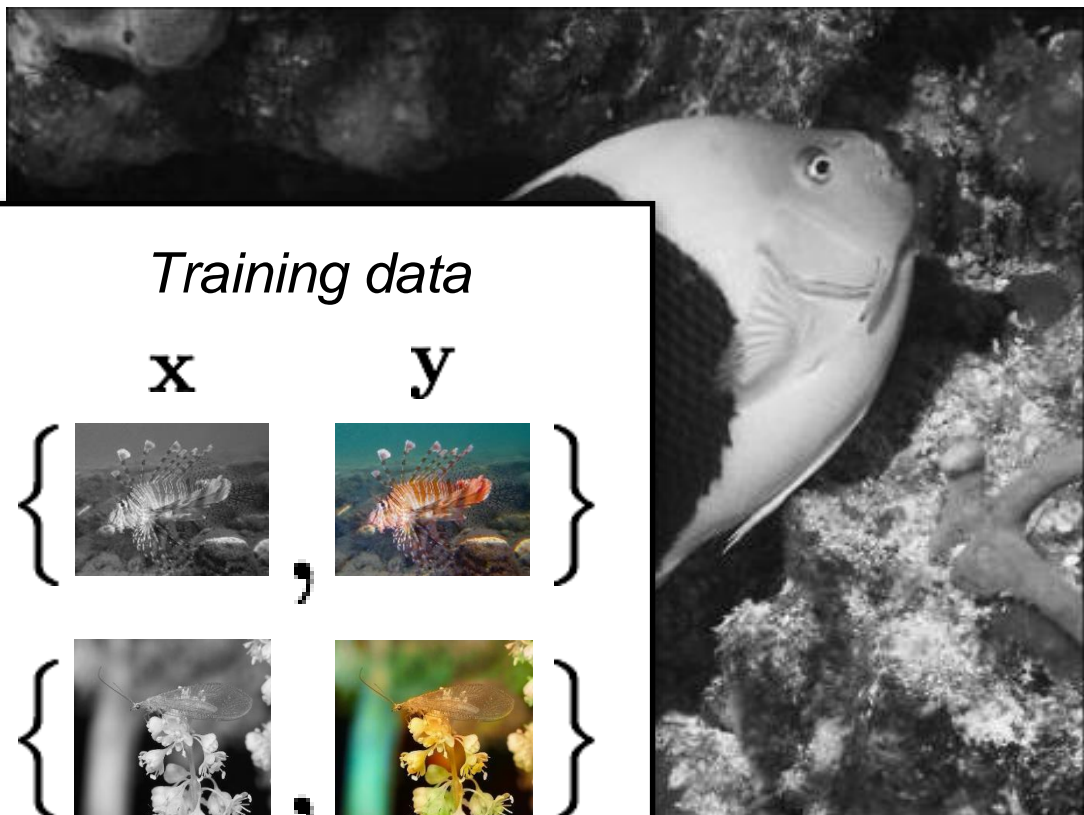 Training data
x y
{ , }
{ , }